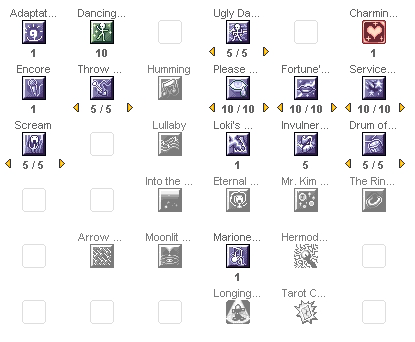 Adaptat... Dancing... Ugly Da... Charmin...
1 10 5 / 5 1
Encore Throw ... Humming Please ... Fortune'... Service...
1 5 / 5 10 / 10 10 / 10 10 / 10
Scream Lullaby Loki's ... Invulner... Drum of...
5 / 5 1 5 5 / 5
Into the ... Eternal ... Mr. Kim ... The Rin...
Arrow ... Moonlit ... Marione... Hermod...
1
Longing... Tarot C...